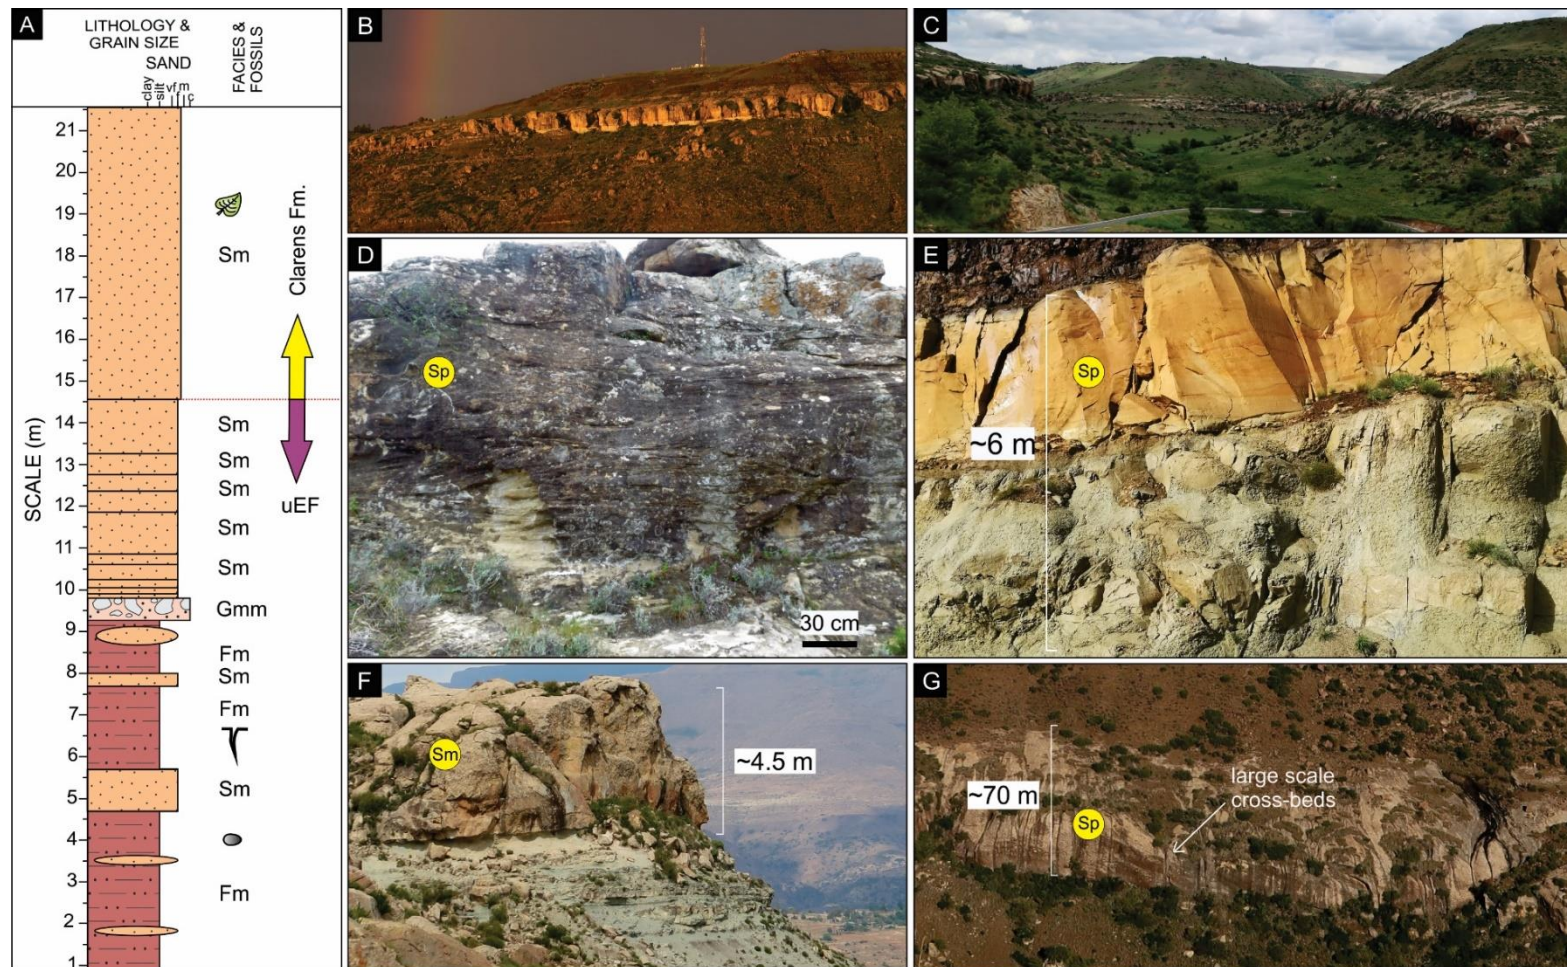 A
LITHOLOGY &
GRAIN SIZE
SAND
clay
silt
vf
f
m
c
FACIES &
FOSSILS
SCALE (m)
21
20
19
18
17
16
15
14
13
12
11
10
9
8
7
6
5
4
3
2
1
Sm
Clarens Fm.
uEF
Sm
Sm
Sm
Sm
Sm
Gmm
Fm
Sm
Fm
Sm
Fm
B
C
D
Sp
30 cm
E
Sp
~6 m
F
Sm
~4.5 m
G
~70 m
Sp
large scale
cross-beds